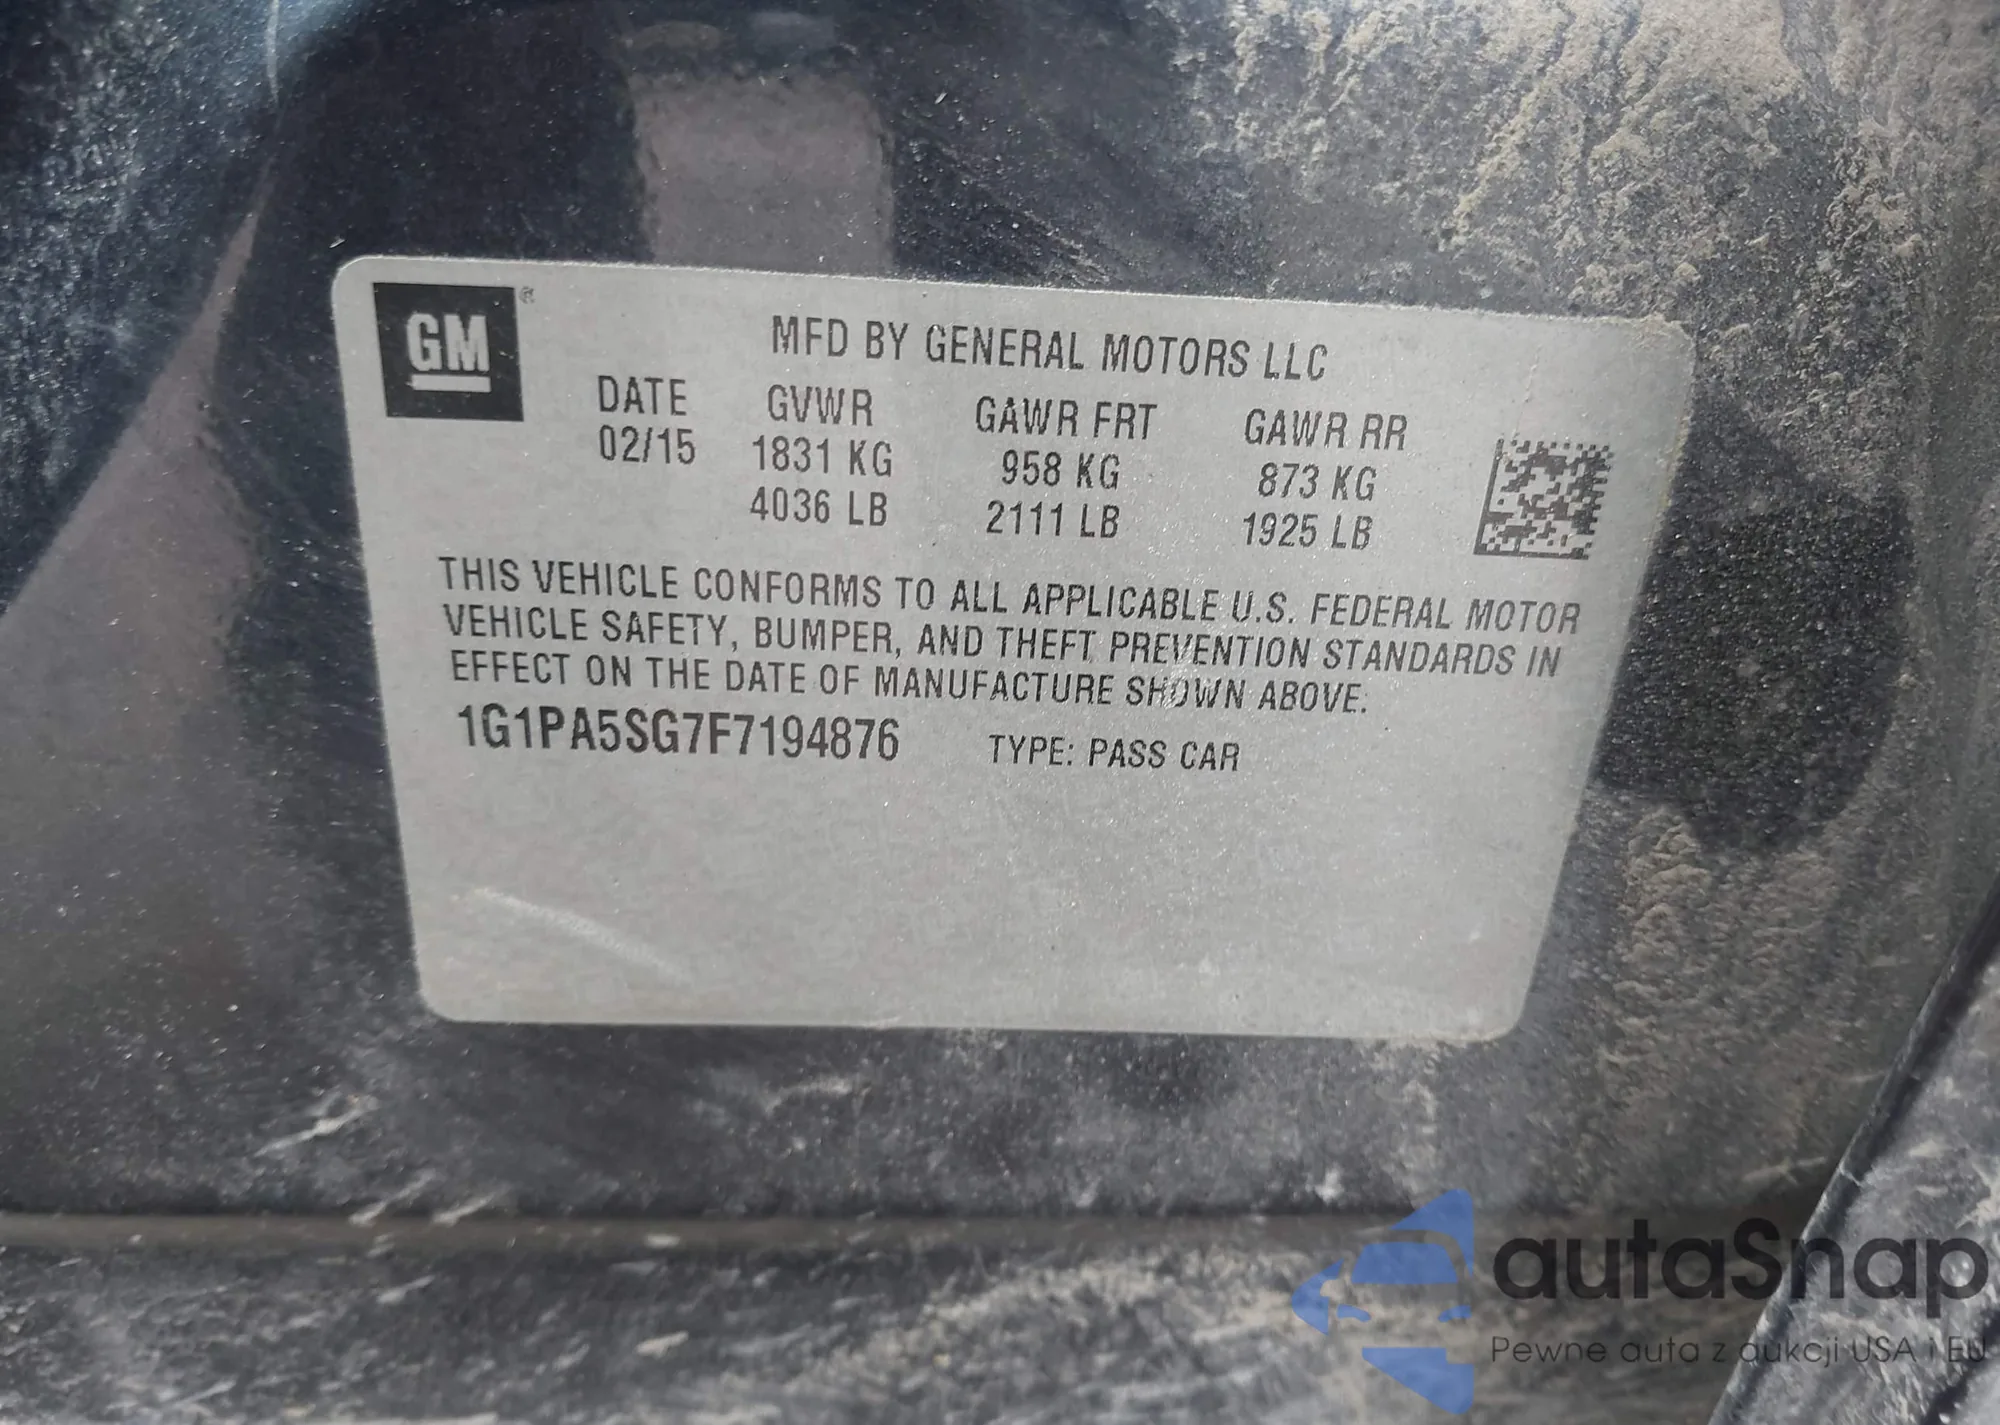 GM®
MFD BY GENERAL MOTORS LLC
DATE GVWR GAWR FRT GAWR RR
02/15 1831 KG 958 KG 873 KG
4036 LB 2111 LB 1925 LB
THIS VEHICLE CONFORMS TO ALL APPLICABLE U.S. FEDERAL MOTOR
VEHICLE SAFETY, BUMPER, AND THEFT PREVENTION STANDARDS IN
EFFECT ON THE DATE OF MANUFACTURE SHOWN ABOVE.
1G1PA5SG7F7194876 TYPE: PASS CAR
autaSnap
Pewne auta z aukcji USA i EU